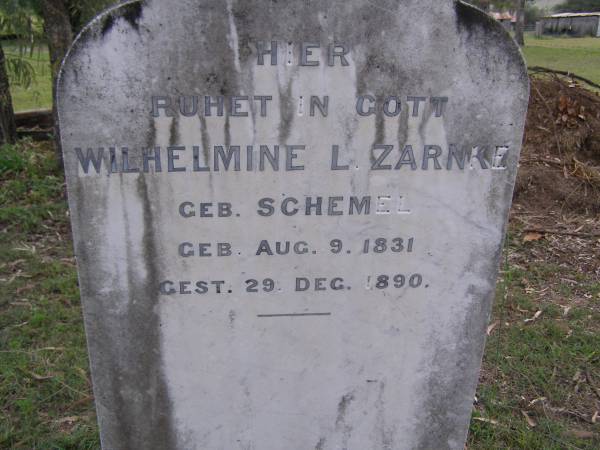 HIER
RUHET IN GOTT
WILHELMINE L. ZARNKE
GEB. SCHEMEL
GEB. AUG. 9. 1831
GEST. 29. DEC. 1890.